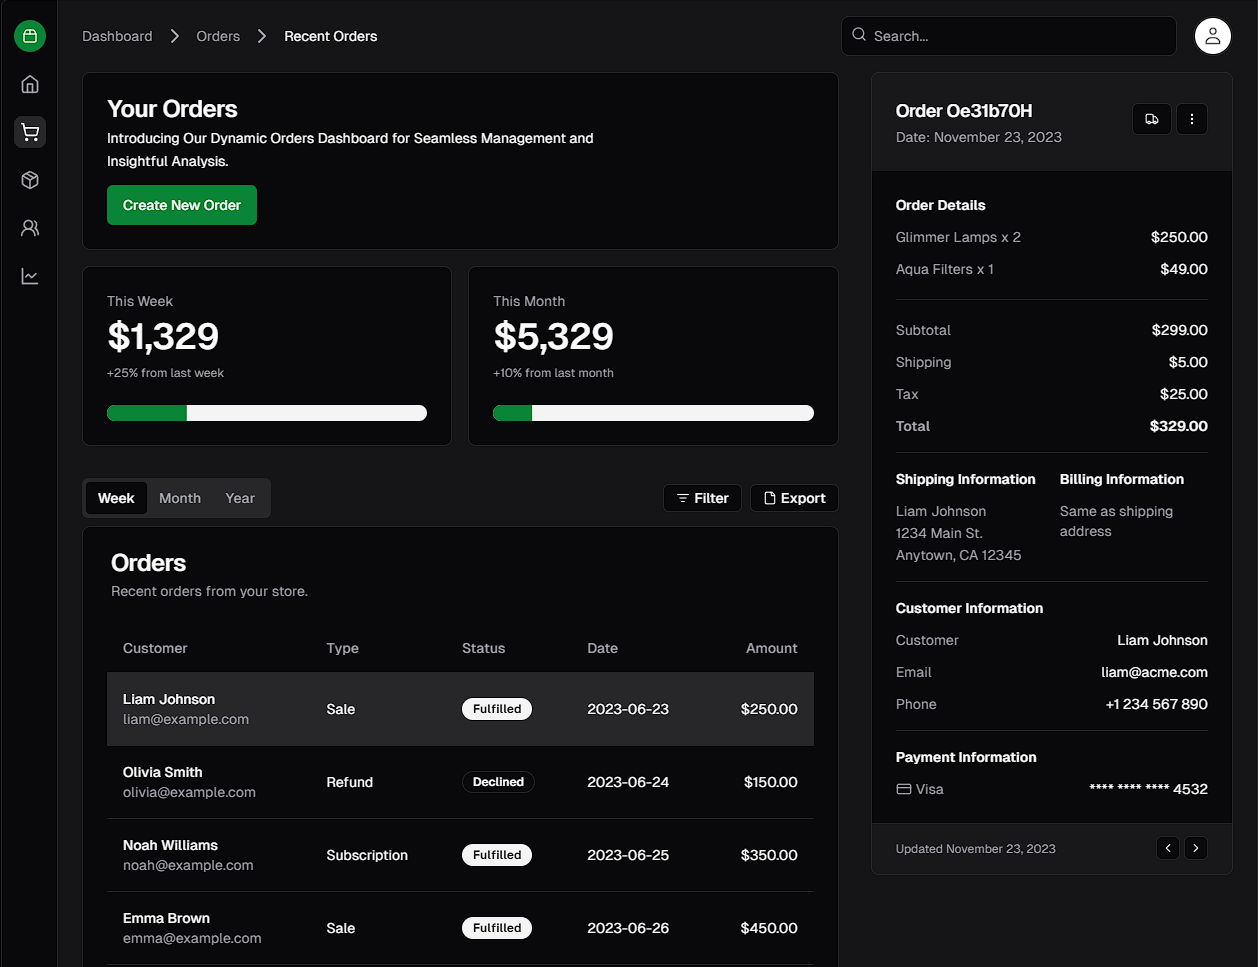 Dashboard > Orders > Recent Orders
Search...
Your Orders
Introducing Our Dynamic Orders Dashboard for Seamless Management and
Insightful Analysis.
Create New Order
This Week
$1,329
+25% from last week
This Month
$5,329
+10% from last month
Week Month Year
Filter Export
Orders
Recent orders from your store.
Customer Type Status Date Amount
Liam Johnson
liam@example.com
Sale Fulfilled 2023-06-23 $250.00
Olivia Smith
olivia@example.com
Refund Declined 2023-06-24 $150.00
Noah Williams
noah@example.com
Subscription Fulfilled 2023-06-25 $350.00
Emma Brown
emma@example.com
Sale Fulfilled 2023-06-26 $450.00
Order Oe31b70H
Date: November 23, 2023
Order Details
Glimmer Lamps x 2 $250.00
Aqua Filters x 1 $49.00
Subtotal $299.00
Shipping $5.00
Tax $25.00
Total $329.00
Shipping Information
Liam Johnson
1234 Main St.
Anytown, CA 12345
Billing Information
Same as shipping
address
Customer Information
Customer Liam Johnson
Email liam@acme.com
Phone +1 234 567 890
Payment Information
Visa **** **** **** 4532
Updated November 23, 2023